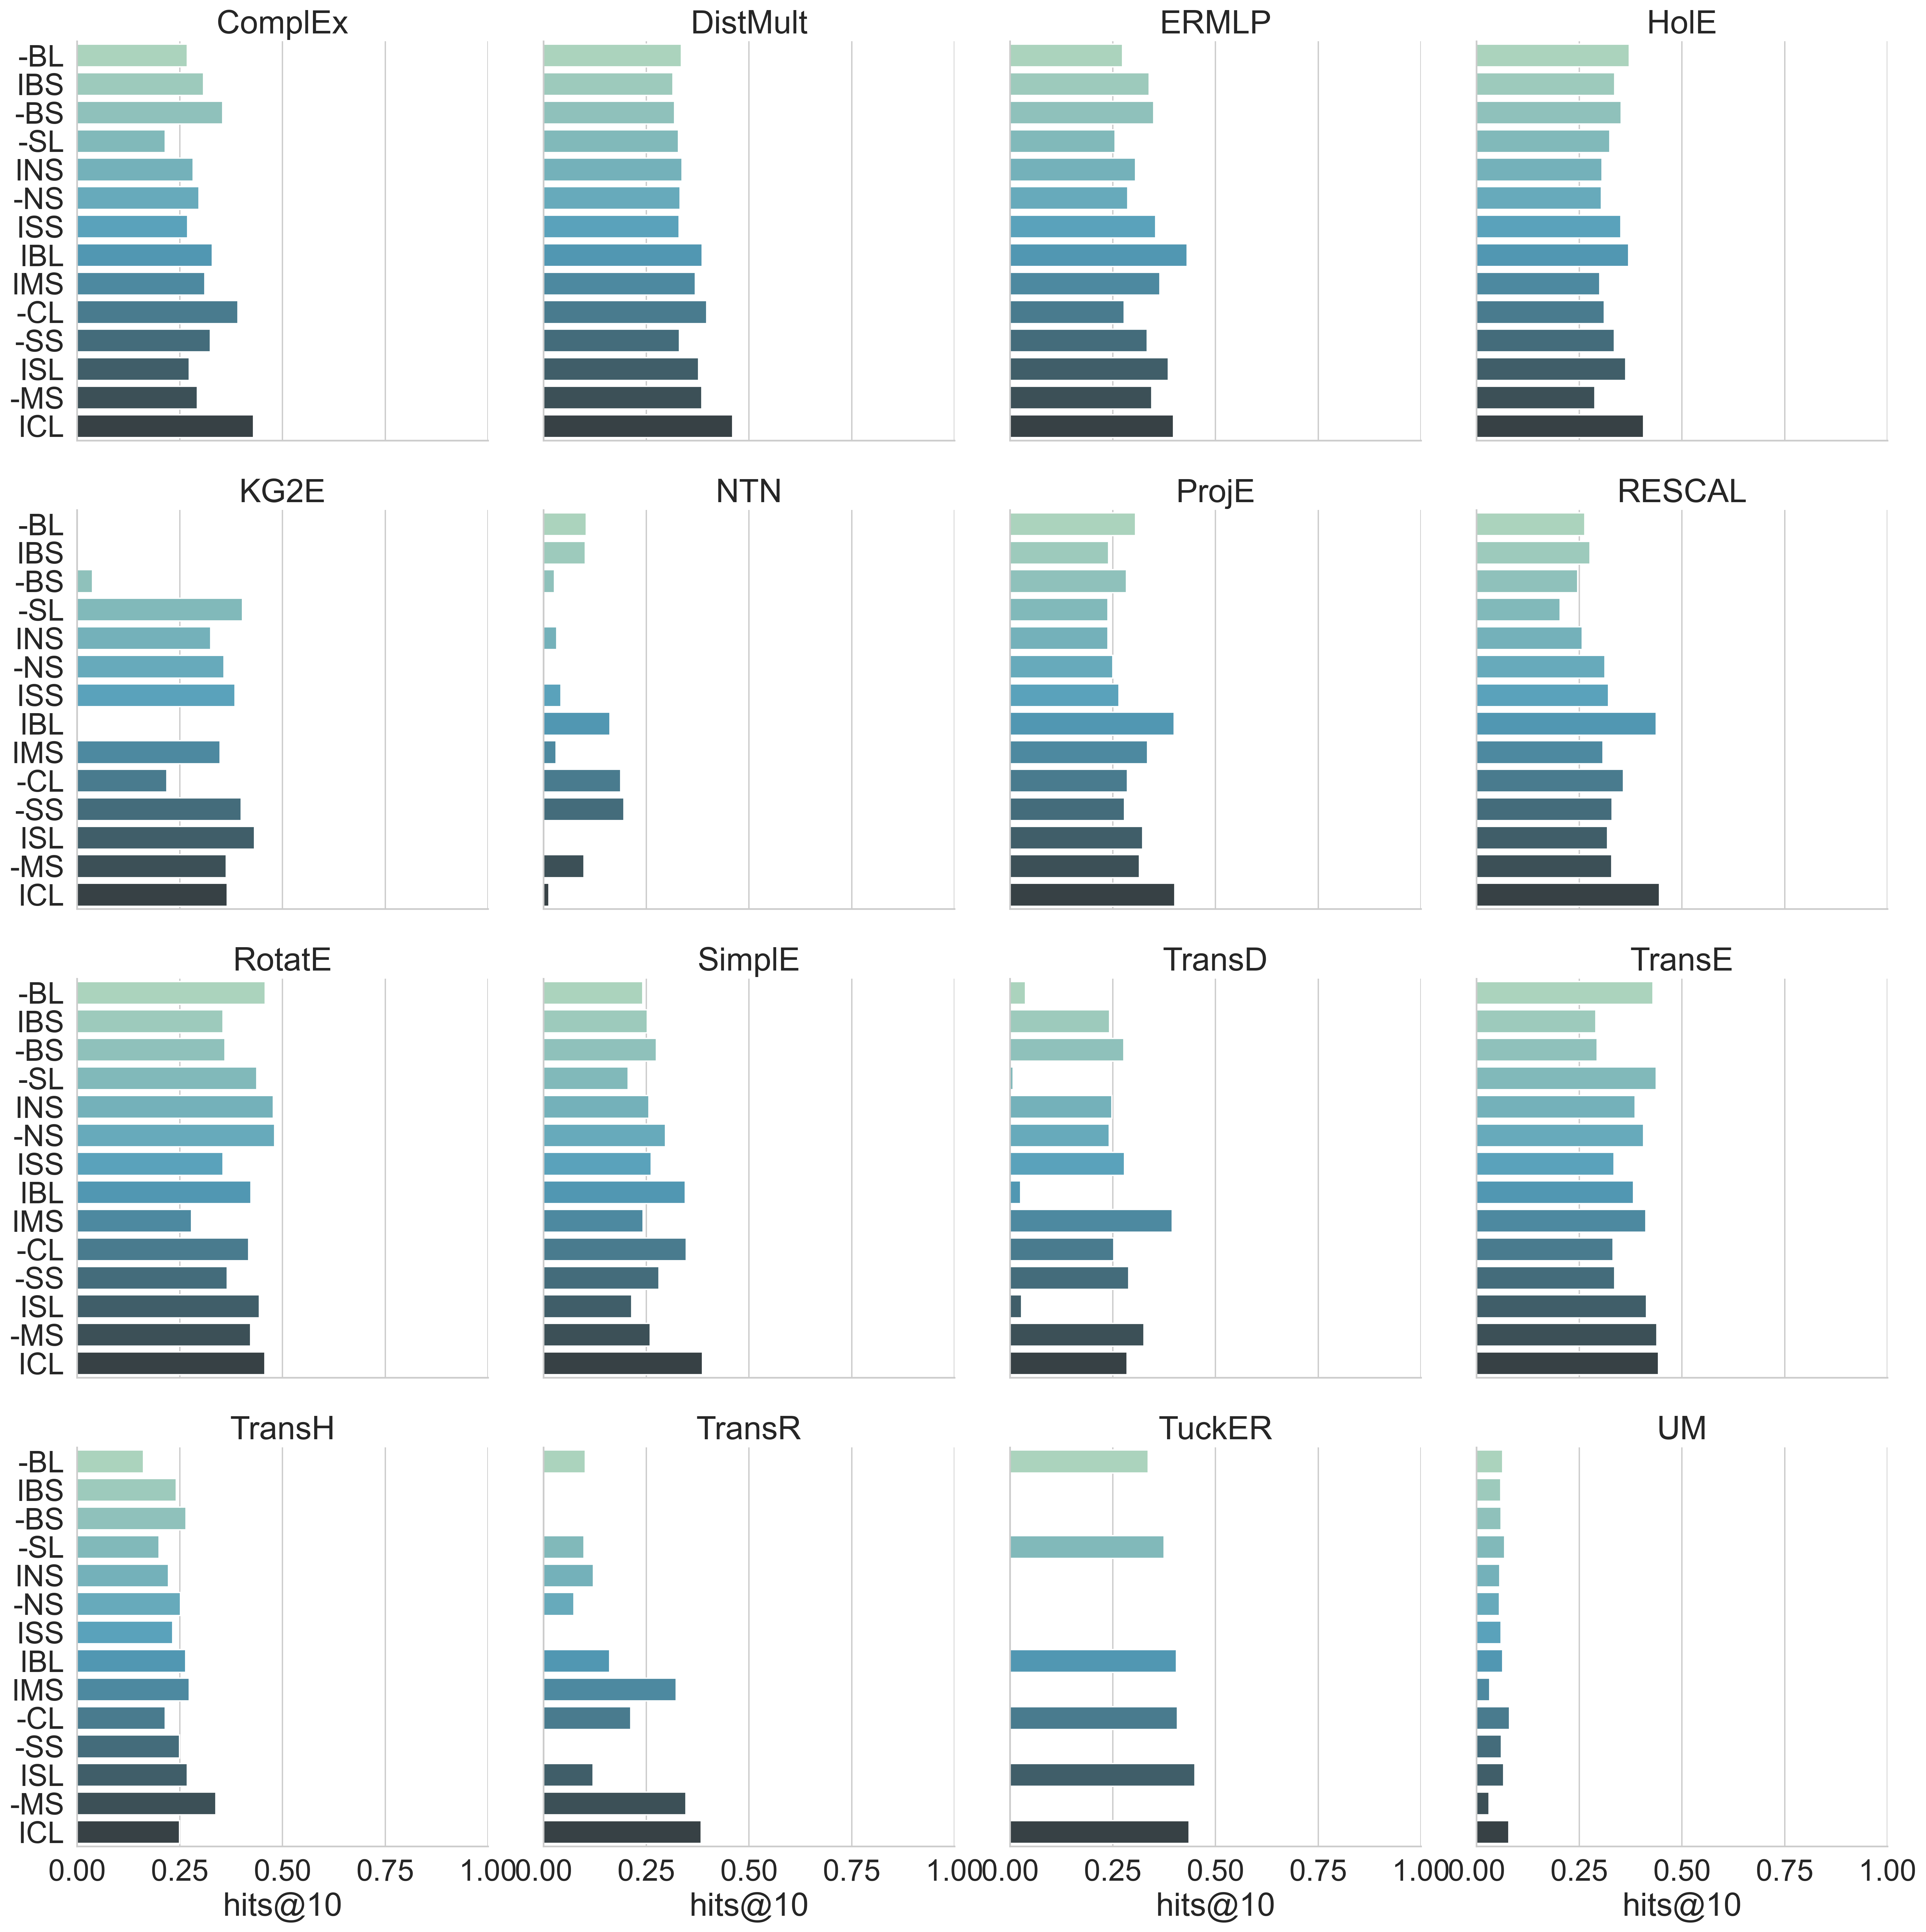 ComplEx DistMult ERMLP HolE
-BL
IBS
-BS
-SL
INS
-NS
ISS
IBL
IMS
-CL
-SS
ISL
-MS
ICL
KG2E NTN ProjE RESCAL
-BL
IBS
-BS
-SL
INS
-NS
ISS
IBL
IMS
-CL
-SS
ISL
-MS
ICL
RotatE SimplE TransD TransE
-BL
IBS
-BS
-SL
INS
-NS
ISS
IBL
IMS
-CL
-SS
ISL
-MS
ICL
TransH TransR TuckER UM
-BL
IBS
-BS
-SL
INS
-NS
ISS
IBL
IMS
-CL
-SS
ISL
-MS
ICL
0.00 0.25 0.50 0.75 1.00 0.00 0.25 0.50 0.75 1.00 0.00 0.25 0.50 0.75 1.00 0.00 0.25 0.50 0.75 1.00
hits@10 hits@10 hits@10 hits@10